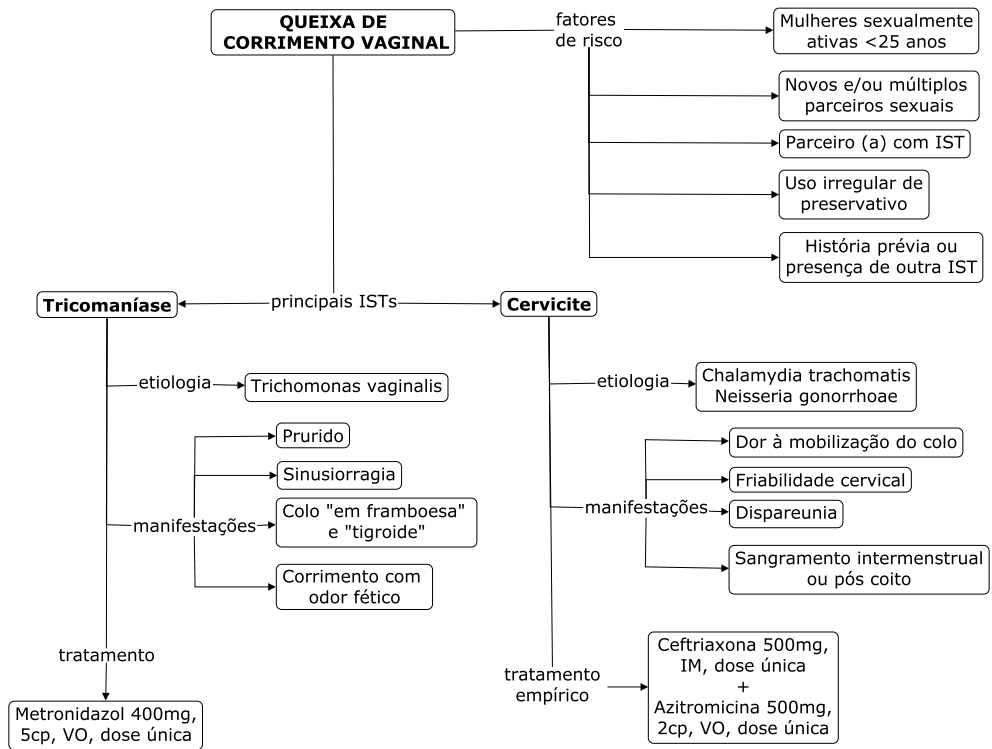 QUEIXA DE
CORRIMENTO VAGINAL
fatores
de risco
Mulheres sexualmente
ativas <25 anos
Novos e/ou múltiplos
parceiros sexuais
Parceiro (a) com IST
Uso irregular de
preservativo
História prévia ou
presença de outra IST
principais ISTs
Tricomaníase
etiologia
Trichomonas vaginalis
manifestações
Prurido
Sinusiorragia
Colo "em framboesa"
e "tigroide"
Corrimento com
odor fético
tratamento
Metronidazol 400mg,
5cp, VO, dose única
Cervicite
etiologia
Chalamydia trachomatis
Neisseria gonorrhoae
manifestações
Dor à mobilização do colo
Friabilidade cervical
Dispareunia
Sangramento intermenstrual
ou pós coito
tratamento
empírico
Ceftriaxona 500mg,
IM, dose única
+
Azitromicina 500mg,
2cp, VO, dose única